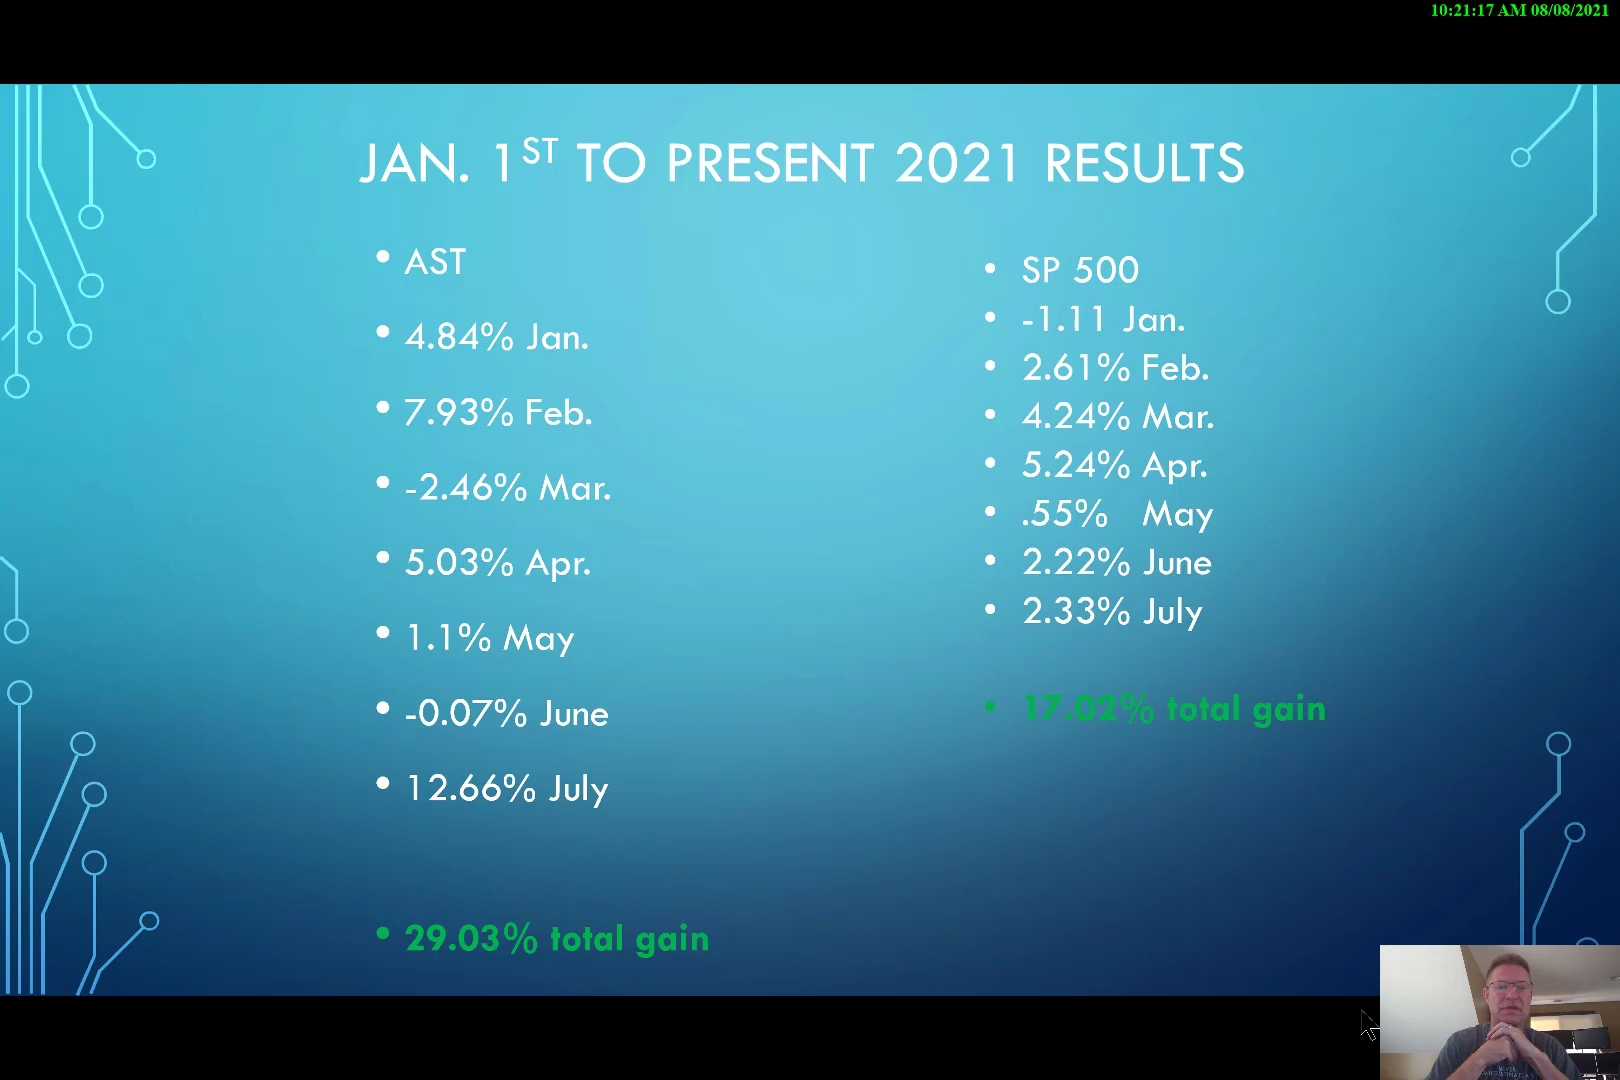 10:21:17 AM 08/08/2021
JAN. 1ST TO PRESENT 2021 RESULTS
• AST
• 4.84% Jan.
• 7.93% Feb.
• -2.46% Mar.
• 5.03% Apr.
• 1.1% May
• -0.07% June
• 12.66% July
• 29.03% total gain
• SP 500
• -1.11 Jan.
• 2.61% Feb.
• 4.24% Mar.
• 5.24% Apr.
• .55% May
• 2.22% June
• 2.33% July
• 17.02% total gain